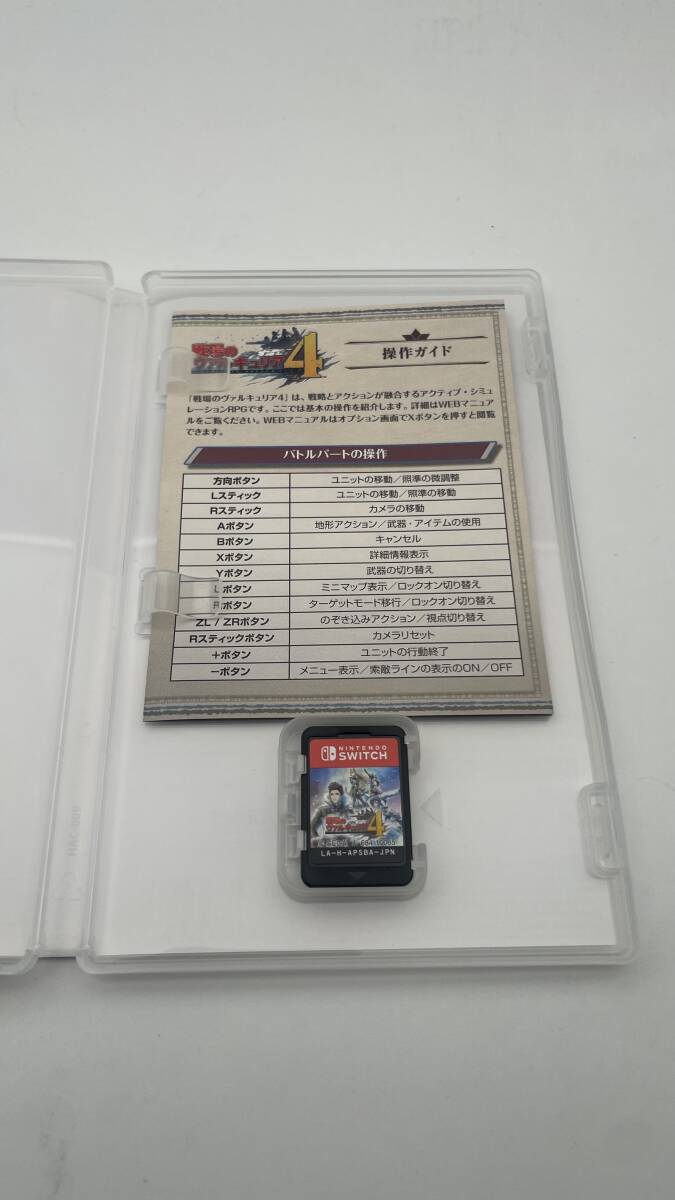 戦場の
ヴァルキュリア4
操作ガイド
『戦場のヴァルキュリア4』は、戦略とアクションが融合するアクティブ・シミュ
レーションRPGです。ここでは基本の操作を紹介します。詳細はWEBマニュア
ルをご覧ください。WEBマニュアルはオプション画面でXボタンを押すと閲覧
できます。
バトルパートの操作
方向ボタン ユニットの移動／照準の微調整
Lスティック ユニットの移動／照準の移動
Rスティック カメラの移動
Aボタン 地形アクション／武器・アイテムの使用
Bボタン キャンセル
Xボタン 詳細情報表示
Yボタン 武器の切り替え
Lボタン ミニマップ表示／ロックオン切り替え
Rボタン ターゲットモード移行／ロックオン切り替え
ZL / ZRボタン のぞき込みアクション／視点切り替え
Rスティックボタン カメラリセット
＋ボタン ユニットの行動終了
－ボタン メニュー表示／索敵ラインの表示のON／OFF
NINTENDO
SWITCH
戦場の
ヴァルキュリア4
LA-H-APSBA-JPN